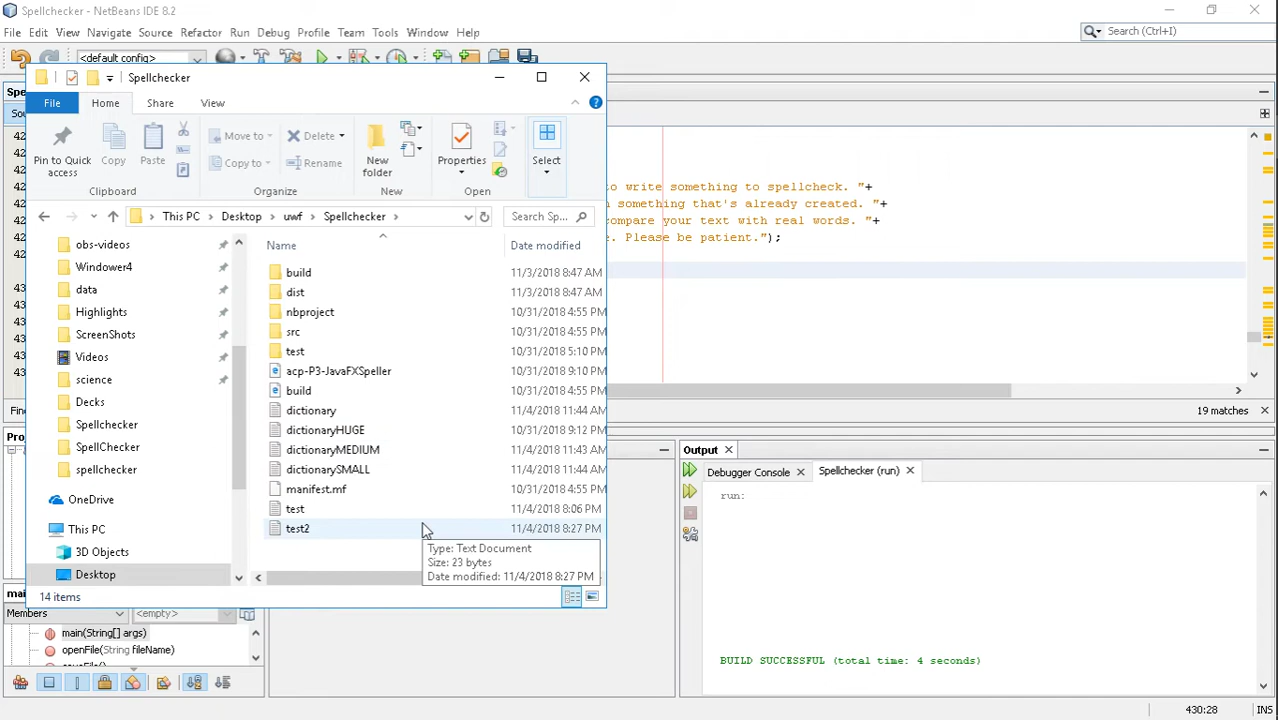 Spellchecker - NetBeans IDE 8.2
File Edit View Navigate Source Refactor Run Debug Profile Team Tools Window Help
Search (Ctrl+I)
<default config>
Spellchecker
File Home Share View
Pin to Quick access
Copy
Paste
Move to
Copy to
Delete
Rename
New folder
Properties
Select
Clipboard
Organize
New
Open
This PC > Desktop > uwf > Spellchecker >
Search Sp...
obs-videos
Windower4
data
Highlights
ScreenShots
Videos
science
Decks
Spellchecker
SpellChecker
spellchecker
OneDrive
This PC
3D Objects
Desktop
Name Date modified
build 11/3/2018 8:47 AM
dist 11/3/2018 8:47 AM
nbproject 10/31/2018 4:55 PM
src 10/31/2018 4:55 PM
test 10/31/2018 5:10 PM
acp-P3-JavaFXSpeller 10/31/2018 9:10 PM
build 10/31/2018 4:55 PM
dictionary 11/4/2018 11:44 AM
dictionaryHUGE 10/31/2018 9:12 PM
dictionaryMEDIUM 11/4/2018 11:43 AM
dictionarySMALL 11/4/2018 11:44 AM
manifest.mf 10/31/2018 4:55 PM
test 11/4/2018 8:06 PM
test2 11/4/2018 8:27 PM
Type: Text Document
Size: 23 bytes
Date modified: 11/4/2018 8:27 PM
14 items
to write something to spellcheck. "+
something that's already created. "+
compare your text with real words. "+
e. Please be patient.");
19 matches
Output
Debugger Console
Spellchecker (run)
run:
BUILD SUCCESSFUL (total time: 4 seconds)
Members
<empty>
main(String[] args)
openFile(String fileName)
430:28
INS